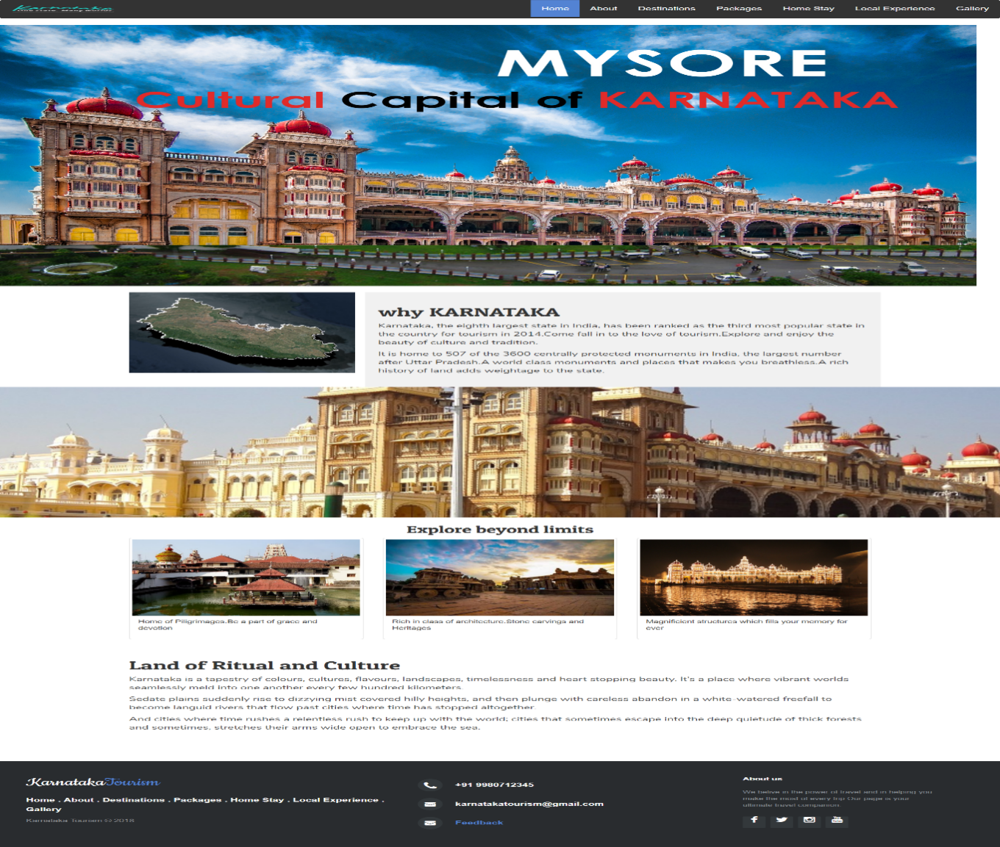 Karnataka
One state. Many worlds
Home About Destinations Packages Home Stay Local Experience Gallery
MYSORE
Cultural Capital of KARNATAKA
why KARNATAKA
Karnataka, the eighth largest state in India, has been ranked as the third most popular state in
the country for tourism in 2014.Come fall in to the love of tourism.Explore and enjoy the
beauty of culture and tradition.
It is home to 507 of the 3600 centrally protected monuments in India, the largest number
after Uttar Pradesh.A world class monuments and places that makes you breathless.A rich
history of land adds weightage to the state.
Explore beyond limits
Home of Piligrimages.Be a part of grace and
devotion
Rich in class of architecture.Stone carvings and
Heritages
Magnificient structures which fills your memory for
ever
Land of Ritual and Culture
Karnataka is a tapestry of colours, cultures, flavours, landscapes, timelessness and heart stopping beauty. It's a place where vibrant worlds
seamlessly meld into one another every few hundred kilometers.
Sedate plains suddenly rise to dizzying mist covered hilly heights, and then plunge with careless abandon in a white-watered freefall to
become languid rivers that flow past cities where time has stopped altogether.
And cities where time rushes a relentless rush to keep up with the world; cities that sometimes escape into the deep quietude of thick forests
and sometimes, stretches their arms wide open to embrace the sea.
KarnatakaTourism
Home . About . Destinations . Packages . Home Stay . Local Experience .
Gallery
Karnataka Tourism © 2018
+91 9980712345
karnatakatourism@gmail.com
Feedback
About us
We belive in the power of travel and in helping you
make the most of every trip Our page is your
ultimate travel companion.